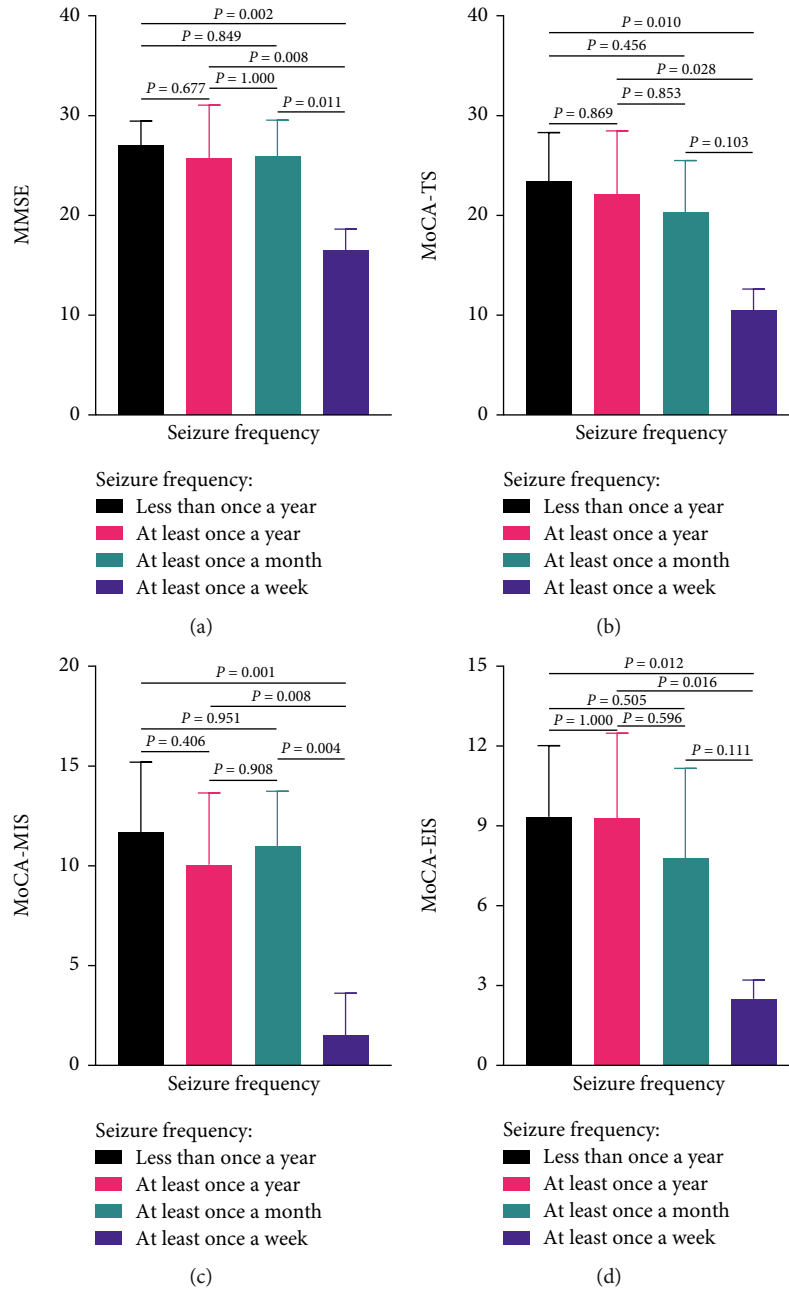 40
30
20
10
0
MMSE
P = 0.002
P = 0.849
P = 0.008
P = 1.000
P = 0.677
P = 0.011
Seizure frequency
Seizure frequency:
Less than once a year
At least once a year
At least once a month
At least once a week
(a)
40
30
20
10
0
MoCA-TS
P = 0.010
P = 0.456
P = 0.028
P = 0.853
P = 0.869
P = 0.103
Seizure frequency
Seizure frequency:
Less than once a year
At least once a year
At least once a month
At least once a week
(b)
20
15
10
5
0
MoCA-MIS
P = 0.001
P = 0.008
P = 0.951
P = 0.406
P = 0.004
P = 0.908
Seizure frequency
Seizure frequency:
Less than once a year
At least once a year
At least once a month
At least once a week
(c)
15
12
9
6
3
0
MoCA-EIS
P = 0.012
P = 0.016
P = 0.505
P = 1.000
P = 0.596
P = 0.111
Seizure frequency
Seizure frequency:
Less than once a year
At least once a year
At least once a month
At least once a week
(d)